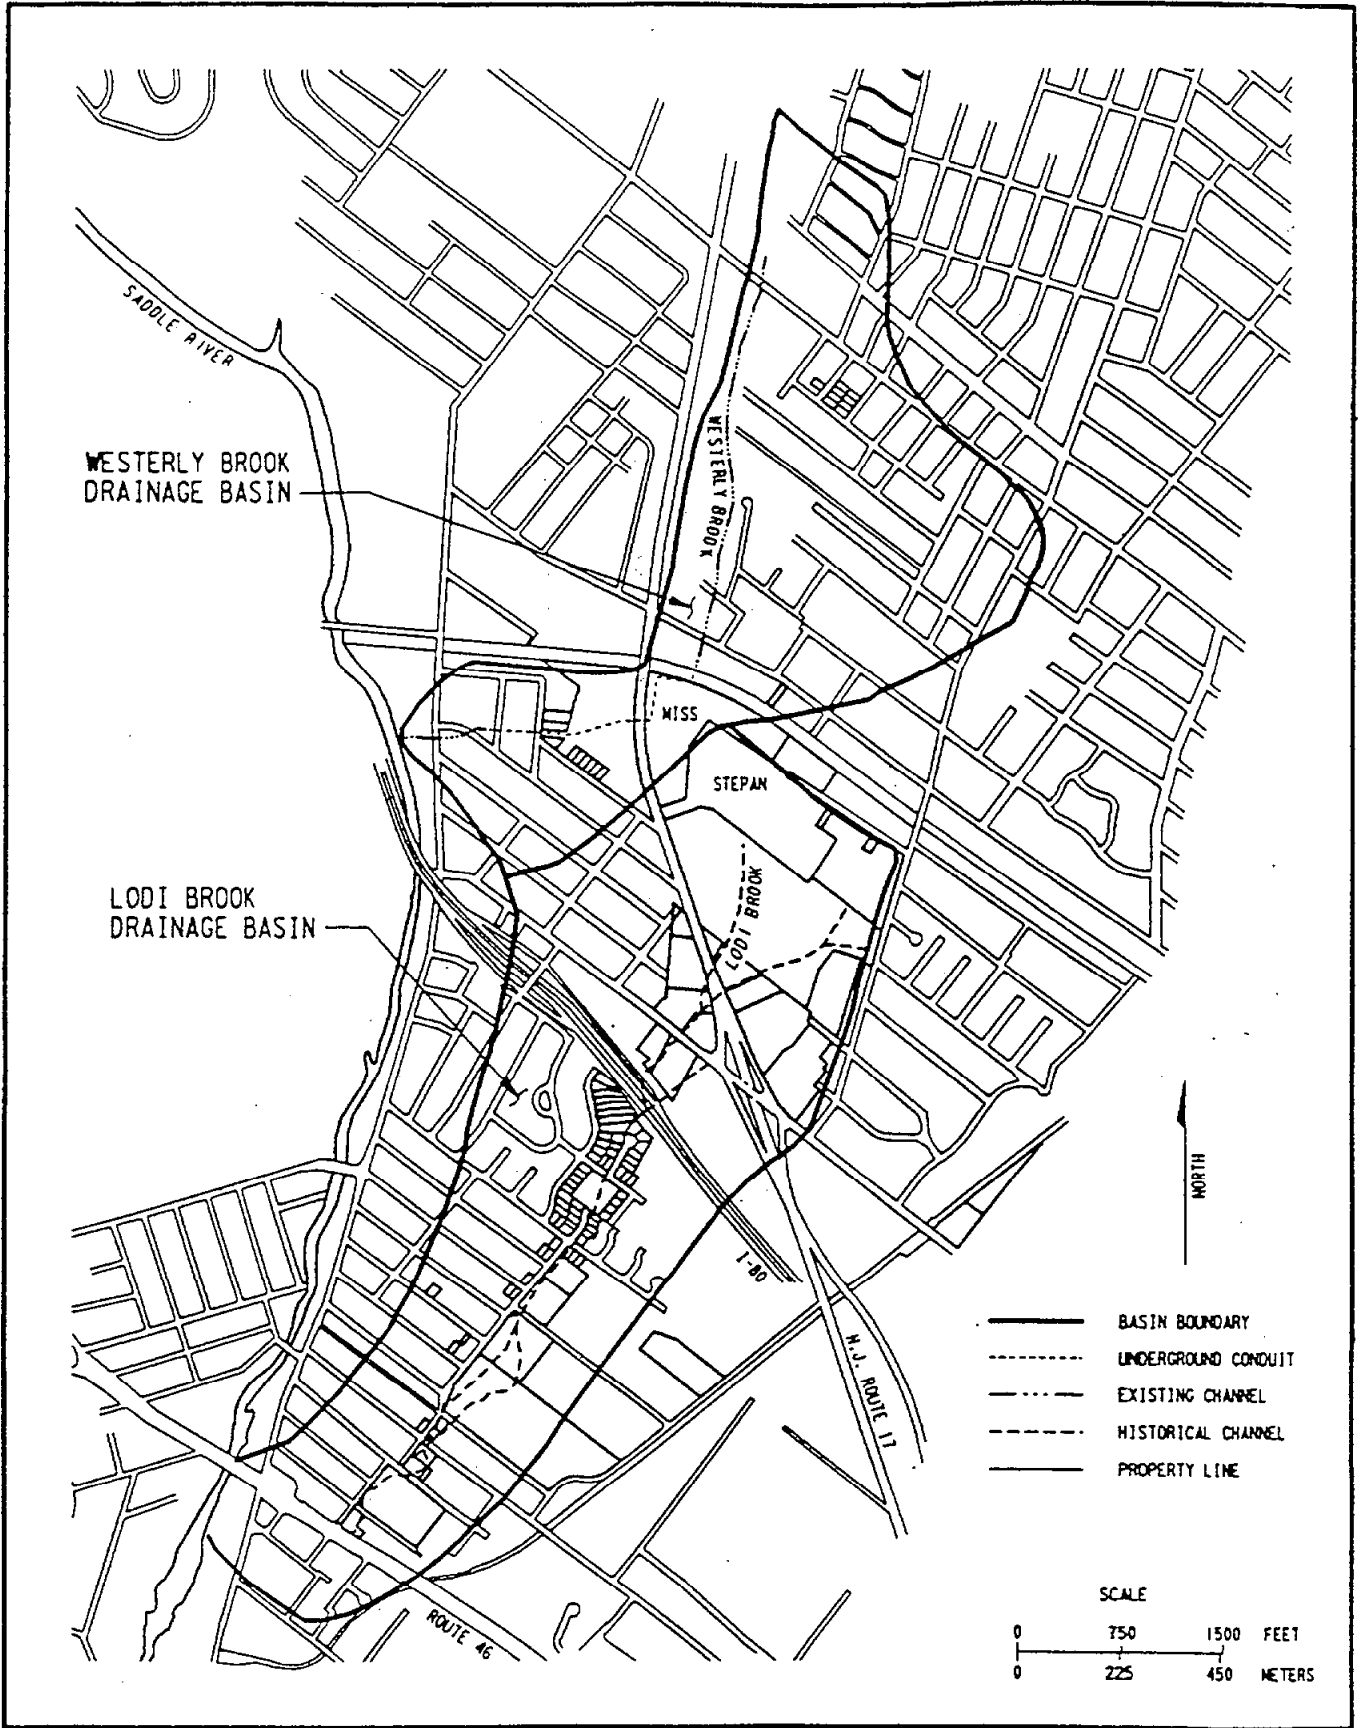 SADDLE RIVER
WESTERLY BROOK
DRAINAGE BASIN
WESTERLY BROOK
MISS
STEPAN
LODI BROOK
LODI BROOK
DRAINAGE BASIN
NORTH
I-80
N.J. ROUTE 17
ROUTE 46
BASIN BOUNDARY
UNDERGROUND CONDUIT
EXISTING CHANNEL
HISTORICAL CHANNEL
PROPERTY LINE
SCALE
0 750 1500 FEET
0 225 450 METERS